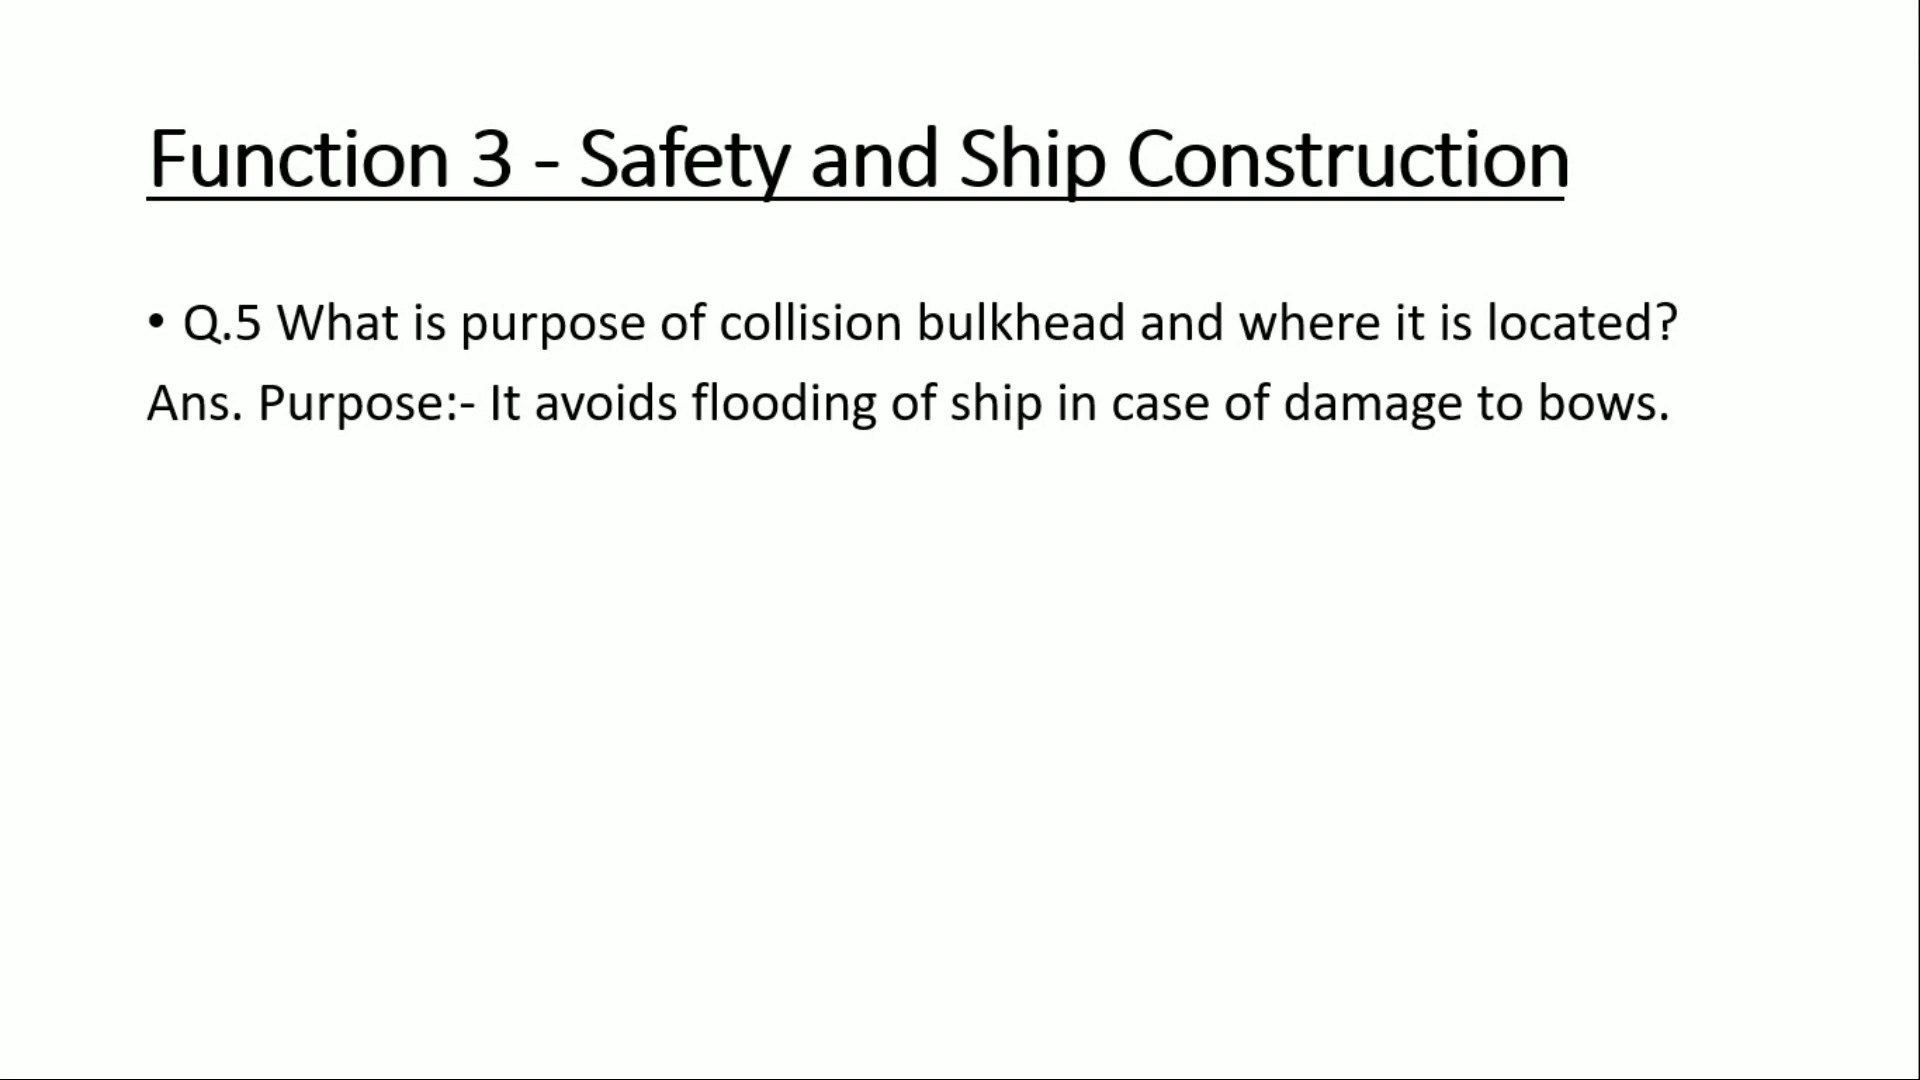 Function 3 - Safety and Ship Construction
• Q.5 What is purpose of collision bulkhead and where it is located?
Ans. Purpose:- It avoids flooding of ship in case of damage to bows.